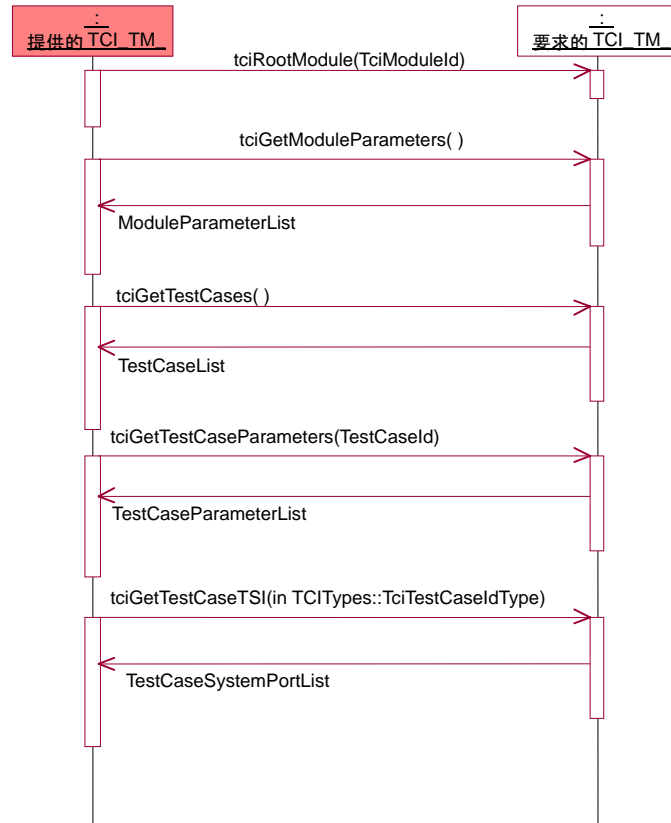 :
提供的 TCI_TM_
:
要求的 TCI_TM_
tciRootModule(TciModuleId)
tciGetModuleParameters( )
ModuleParameterList
tciGetTestCases( )
TestCaseList
tciGetTestCaseParameters(TestCaseId)
TestCaseParameterList
tciGetTestCaseTSI(in TCITypes::TciTestCaseIdType)
TestCaseSystemPortList